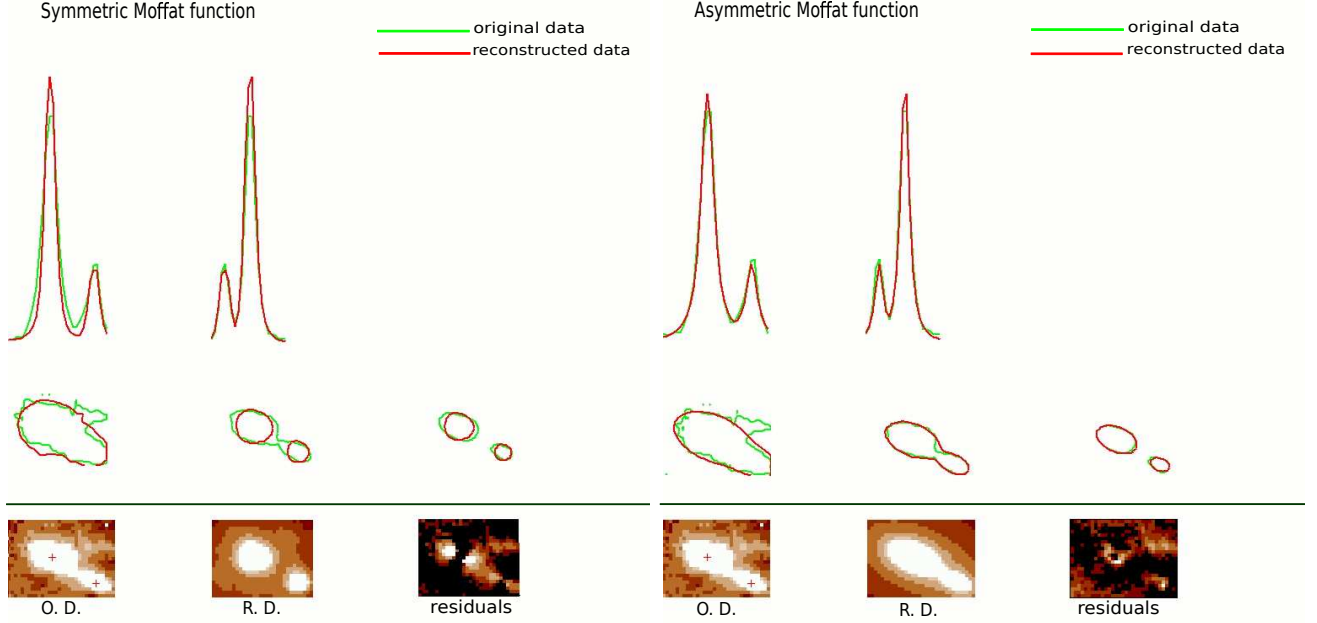 Symmetric Moffat function
original data
reconstructed data
Asymmetric Moffat function
original data
reconstructed data
O. D.
R. D.
residuals
O. D.
R. D.
residuals